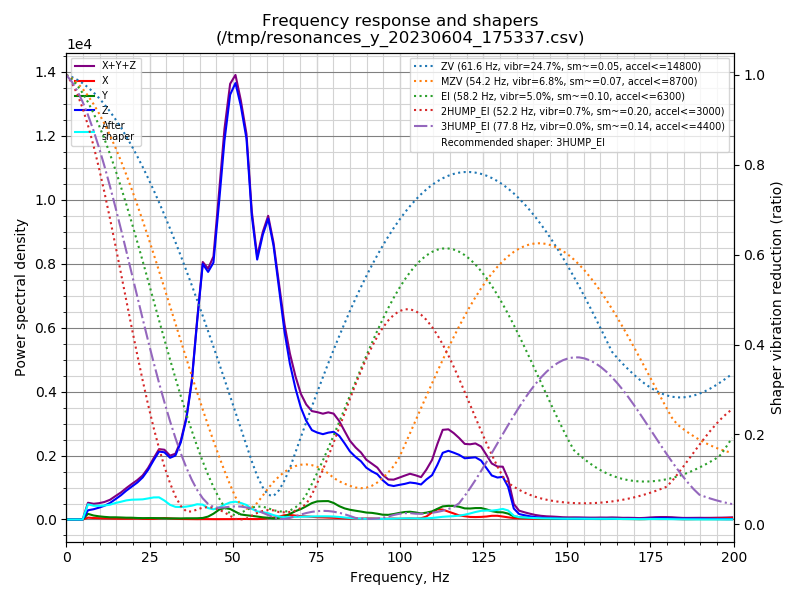 Frequency response and shapers
(/tmp/resonances_y_20230604_175337.csv)
1e4
X+Y+Z
X
Y
Z
After
shaper
ZV (61.6 Hz, vibr=24.7%, sm~=0.05, accel<=14800)
MZV (54.2 Hz, vibr=6.8%, sm~=0.07, accel<=8700)
EI (58.2 Hz, vibr=5.0%, sm~=0.10, accel<=6300)
2HUMP_EI (52.2 Hz, vibr=0.7%, sm~=0.20, accel<=3000)
3HUMP_EI (77.8 Hz, vibr=0.0%, sm~=0.14, accel<=4400)
Recommended shaper: 3HUMP_EI
Power spectral density
1.4
1.2
1.0
0.8
0.6
0.4
0.2
0.0
1.0
0.8
0.6
0.4
0.2
0.0
Shaper vibration reduction (ratio)
0 25 50 75 100 125 150 175 200
Frequency, Hz